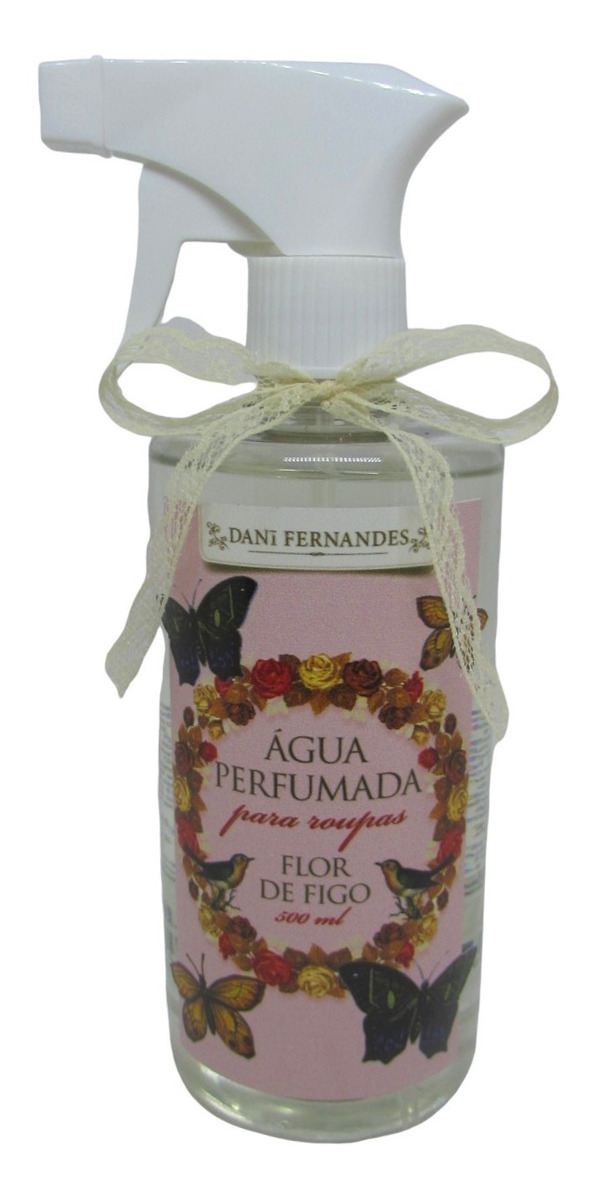 DANi FERNANDES
ÁGUA
PERFUMADA
para roupas
FLOR
DE FIGO
500 ml